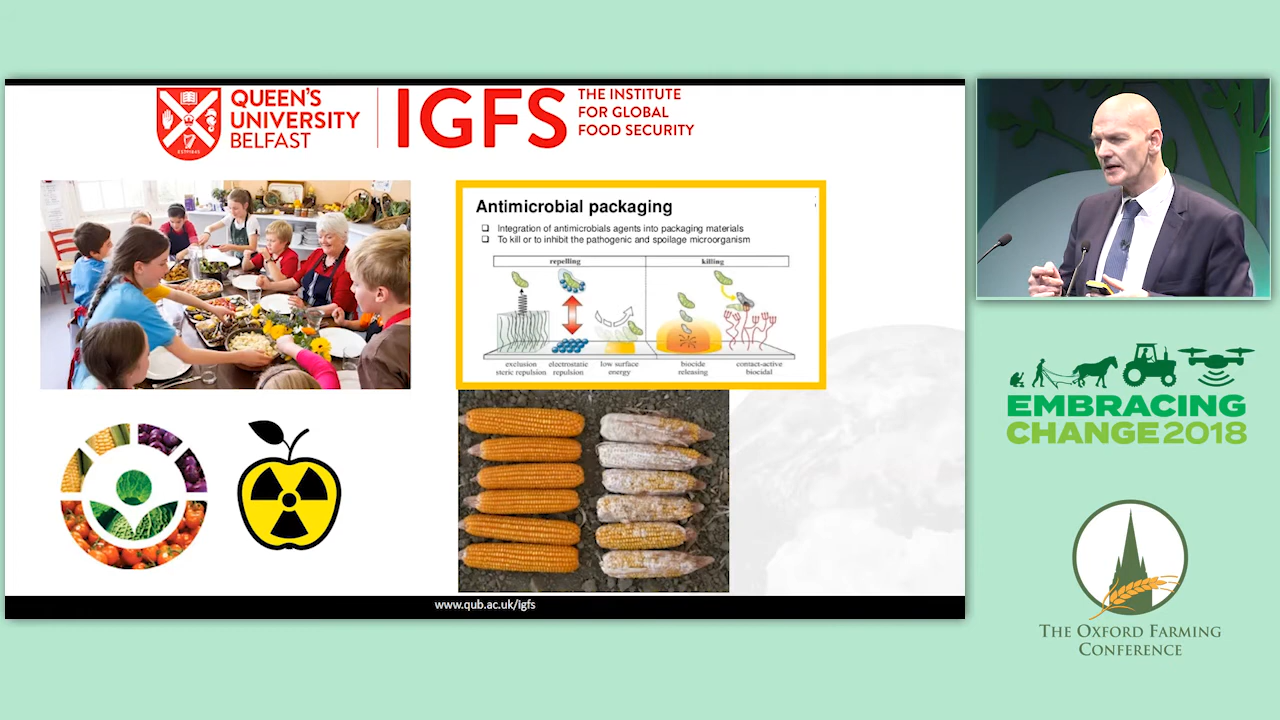 QUEEN'S
UNIVERSITY
BELFAST
ESTD1845
IGFS
THE INSTITUTE
FOR GLOBAL
FOOD SECURITY
Antimicrobial packaging
Integration of antimicrobials agents into packaging materials
To kill or to inhibit the pathogenic and spoilage microorganism
repelling
killing
exclusion
steric repulsion
electrostatic
repulsion
low surface
energy
biocide
releasing
contact-active
biocidal
www.qub.ac.uk/igfs
EMBRACING
CHANGE2018
THE OXFORD FARMING
CONFERENCE